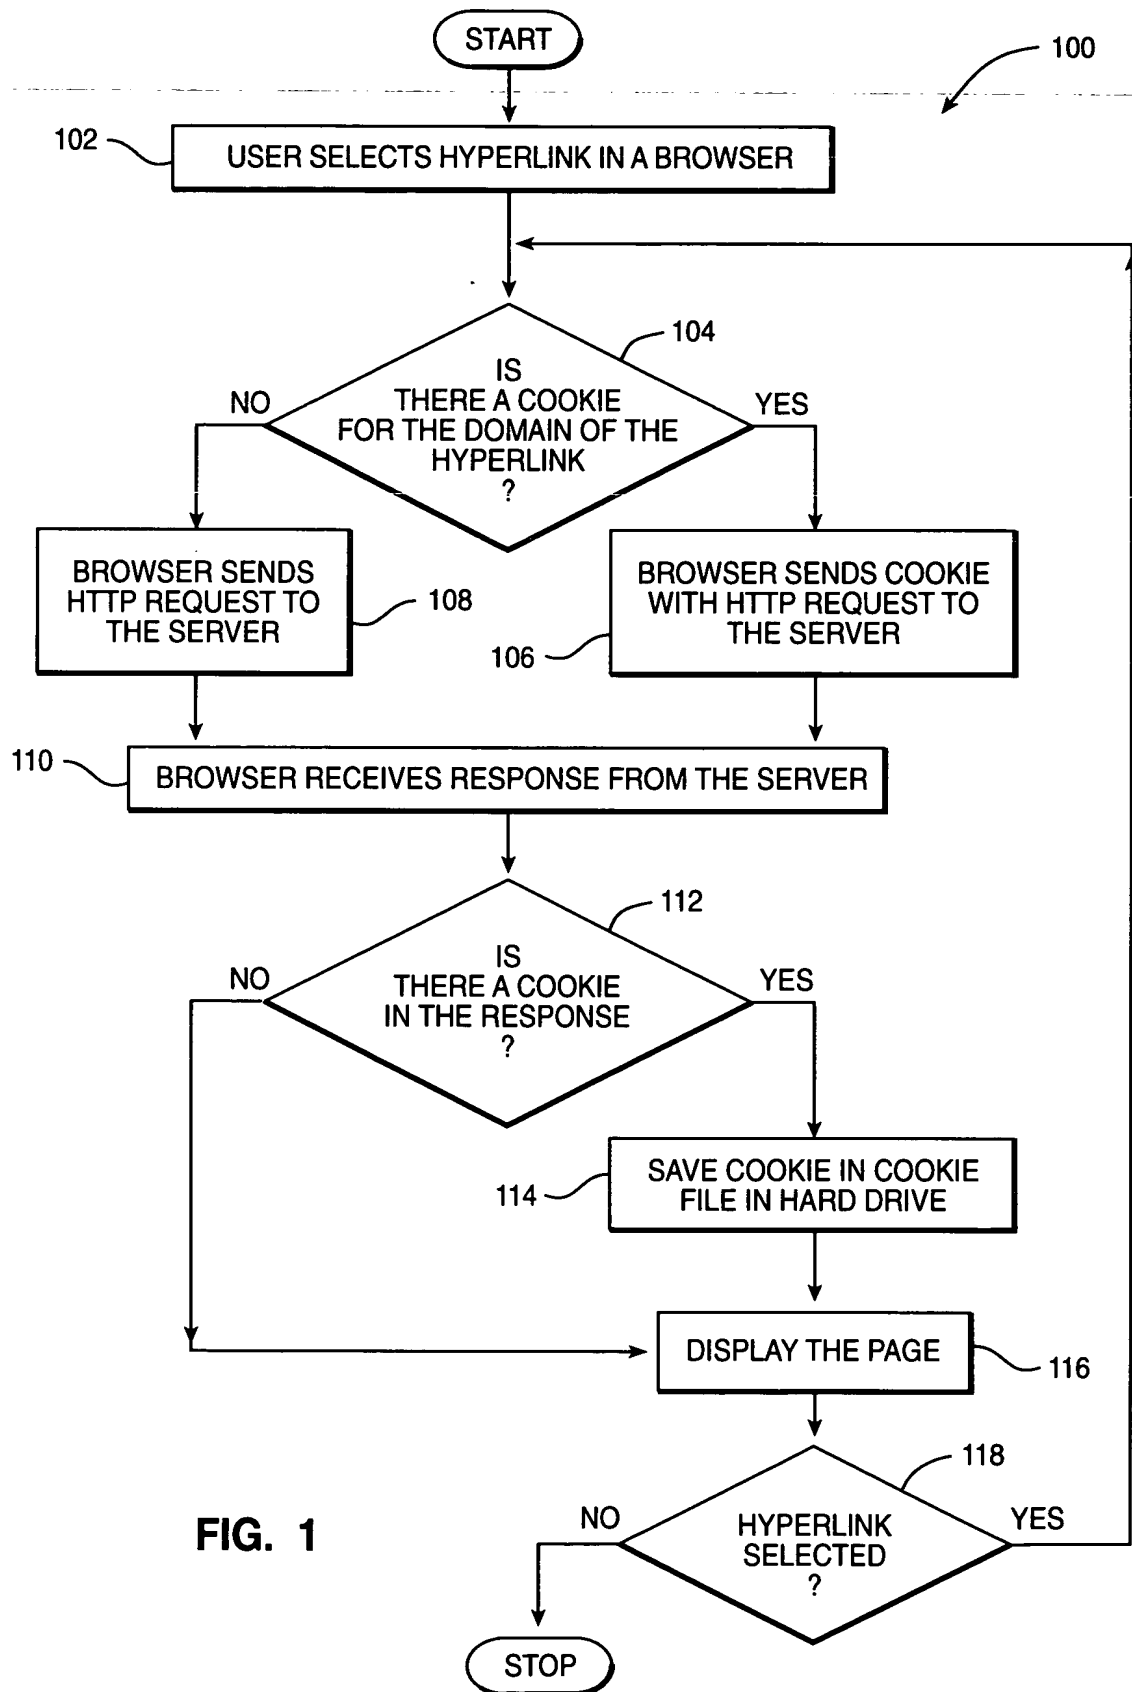 START
100
102
USER SELECTS HYPERLINK IN A BROWSER
104
IS
THERE A COOKIE
FOR THE DOMAIN OF THE
HYPERLINK
?
NO
YES
BROWSER SENDS
HTTP REQUEST TO
THE SERVER
108
BROWSER SENDS COOKIE
WITH HTTP REQUEST TO
THE SERVER
106
110
BROWSER RECEIVES RESPONSE FROM THE SERVER
112
IS
THERE A COOKIE
IN THE RESPONSE
?
NO
YES
114
SAVE COOKIE IN COOKIE
FILE IN HARD DRIVE
DISPLAY THE PAGE
116
118
HYPERLINK
SELECTED
?
NO
YES
FIG. 1
STOP